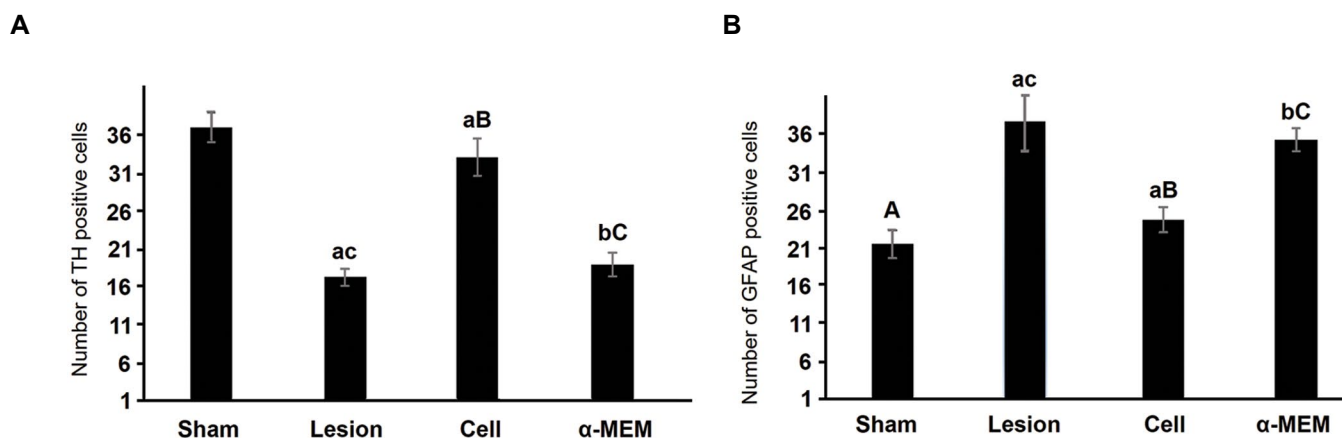 A
Number of TH positive cells
36
31
26
21
16
11
6
1
ac
aB
bC
Sham
Lesion
Cell
α-MEM
B
Number of GFAP positive cells
36
31
26
21
16
11
6
1
A
ac
aB
bC
Sham
Lesion
Cell
α-MEM